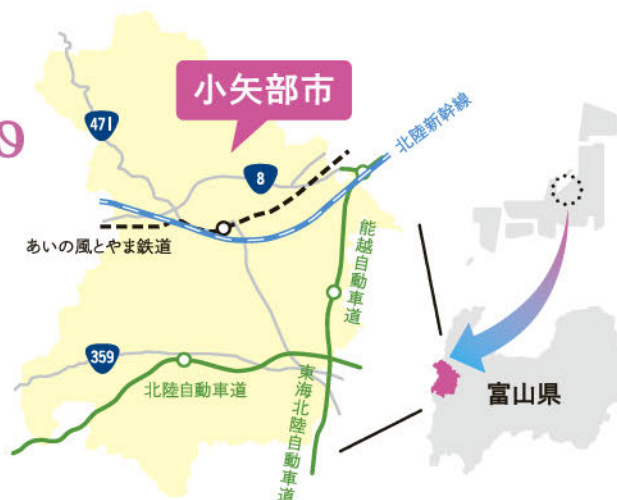 小矢部市
471
8
北陸新幹線
あいの風とやま鉄道
能越自動車道
359
北陸自動車道
東海北陸自動車道
富山県